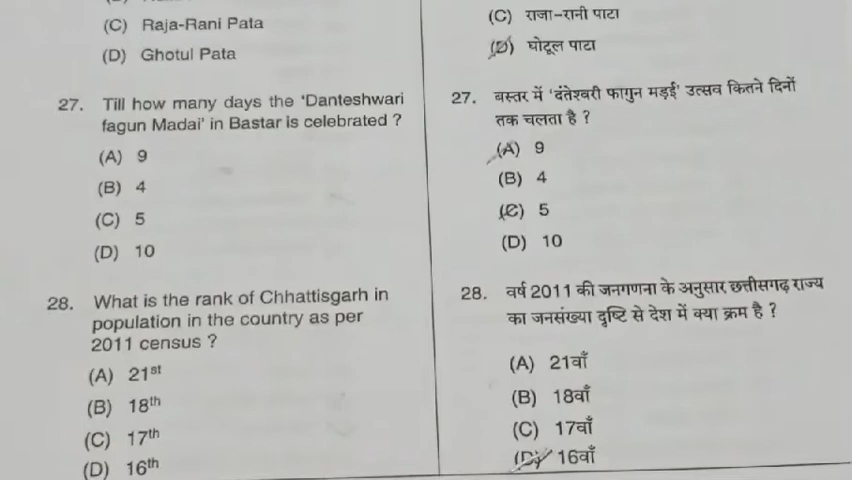 (C) Raja-Rani Pata
(D) Ghotul Pata
27. Till how many days the ‘Danteshwari
fagun Madai’ in Bastar is celebrated ?
(A) 9
(B) 4
(C) 5
(D) 10
28. What is the rank of Chhattisgarh in
population in the country as per
2011 census ?
(A) 21st
(B) 18th
(C) 17th
(D) 16th
(C) राजा-रानी पाटा
(D) घोटूल पाटा
27. बस्तर में ‘दंतेश्वरी फागुन मड़ई’ उत्सव कितने दिनों
तक चलता है ?
(A) 9
(B) 4
(C) 5
(D) 10
28. वर्ष 2011 की जनगणना के अनुसार छत्तीसगढ़ राज्य
का जनसंख्या दृष्टि से देश में क्या क्रम है ?
(A) 21वाँ
(B) 18वाँ
(C) 17वाँ
(D) 16वाँ